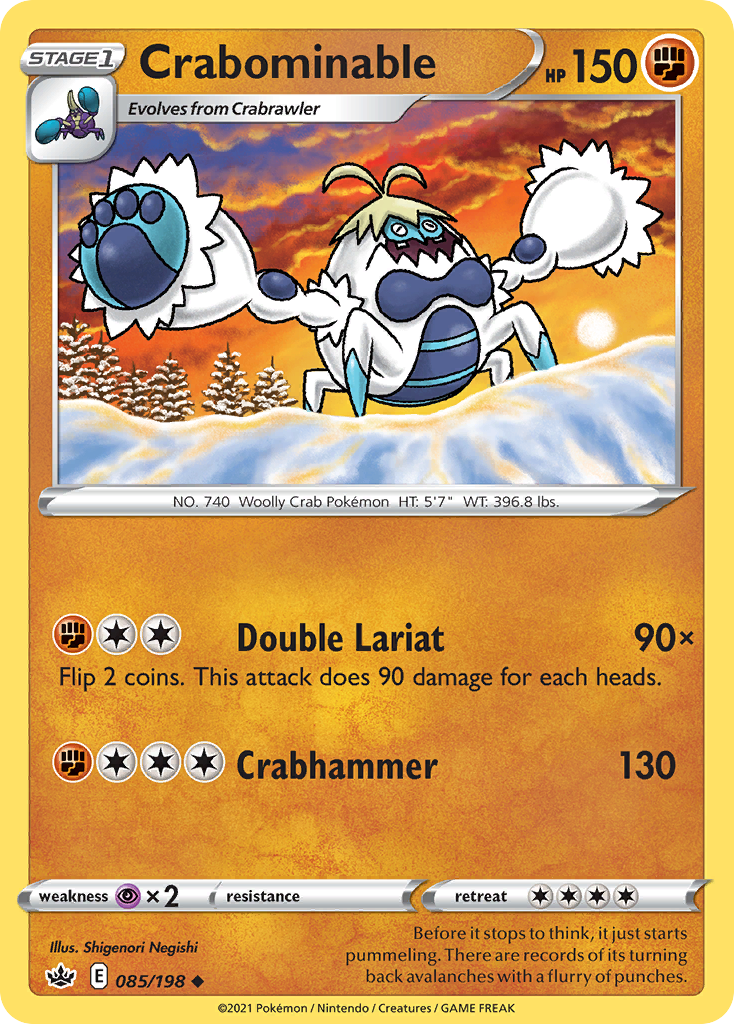 STAGE 1
Crabominable
HP 150
Evolves from Crabrawler
NO. 740 Woolly Crab Pokémon HT: 5'7" WT: 396.8 lbs.
Double Lariat 90×
Flip 2 coins. This attack does 90 damage for each heads.
Crabhammer 130
weakness ×2 resistance retreat
Illus. Shigenori Negishi
E 085/198
Before it stops to think, it just starts
pummeling. There are records of its turning
back avalanches with a flurry of punches.
©2021 Pokémon / Nintendo / Creatures / GAME FREAK